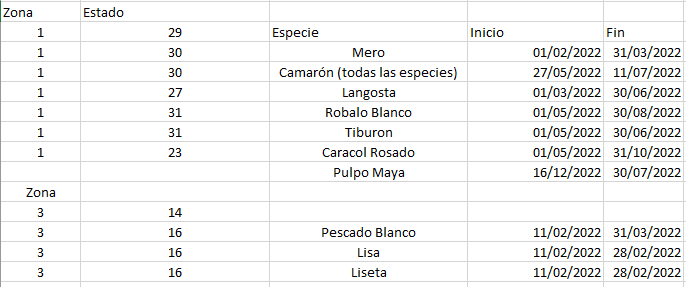 Zona Estado
1 29 Especie Inicio Fin
1 30 Mero 01/02/2022 31/03/2022
1 30 Camarón (todas las especies) 27/05/2022 11/07/2022
1 27 Langosta 01/03/2022 30/06/2022
1 31 Robalo Blanco 01/05/2022 30/08/2022
1 31 Tiburon 01/05/2022 30/06/2022
1 23 Caracol Rosado 01/05/2022 31/10/2022
Pulpo Maya 16/12/2022 30/07/2022
Zona
3 14
3 16 Pescado Blanco 11/02/2022 31/03/2022
3 16 Lisa 11/02/2022 28/02/2022
3 16 Liseta 11/02/2022 28/02/2022